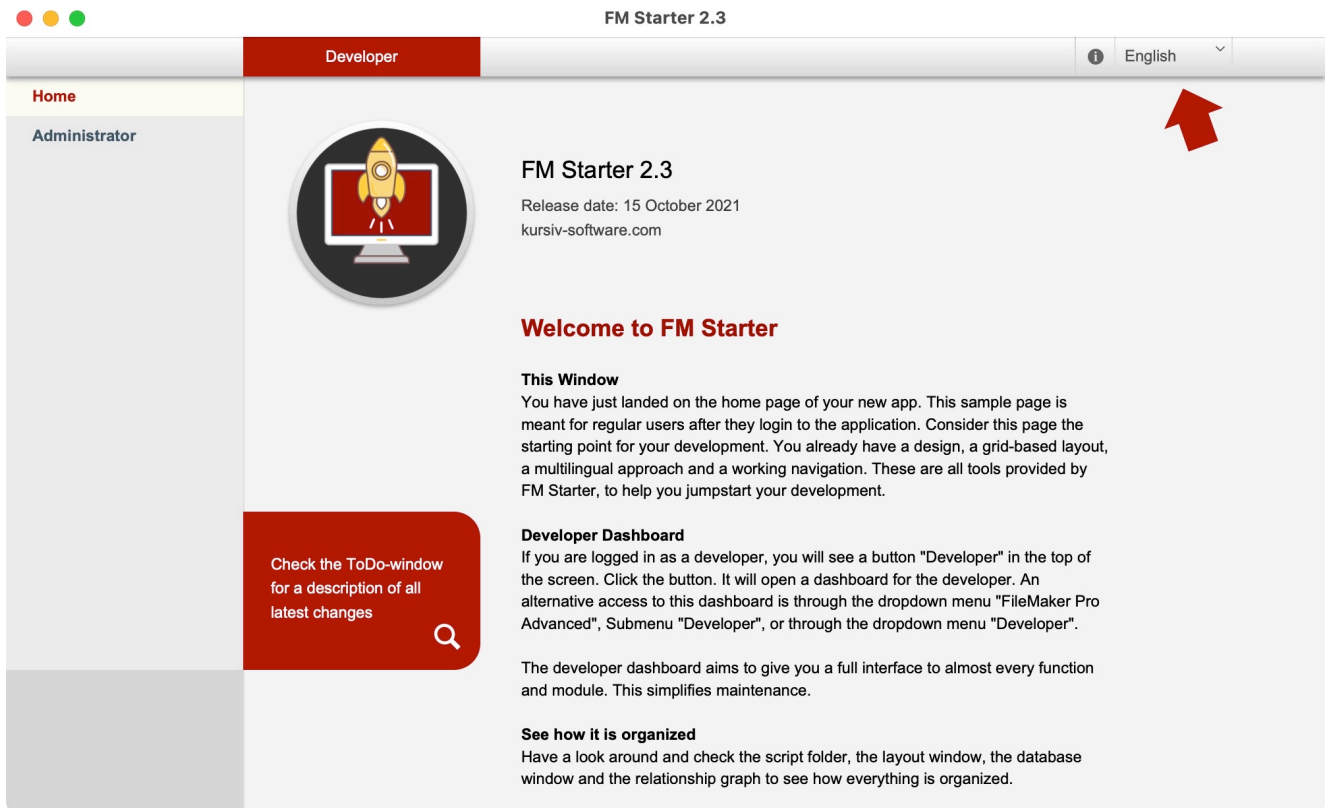 FM Starter 2.3
Developer
English
Home
Administrator
FM Starter 2.3
Release date: 15 October 2021
kursiv-software.com
Welcome to FM Starter
This Window
You have just landed on the home page of your new app. This sample page is
meant for regular users after they login to the application. Consider this page the
starting point for your development. You already have a design, a grid-based layout,
a multilingual approach and a working navigation. These are all tools provided by
FM Starter, to help you jumpstart your development.
Developer Dashboard
If you are logged in as a developer, you will see a button "Developer" in the top of
the screen. Click the button. It will open a dashboard for the developer. An
alternative access to this dashboard is through the dropdown menu "FileMaker Pro
Advanced", Submenu "Developer", or through the dropdown menu "Developer".
The developer dashboard aims to give you a full interface to almost every function
and module. This simplifies maintenance.
See how it is organized
Have a look around and check the script folder, the layout window, the database
window and the relationship graph to see how everything is organized.
Check the ToDo-window
for a description of all
latest changes